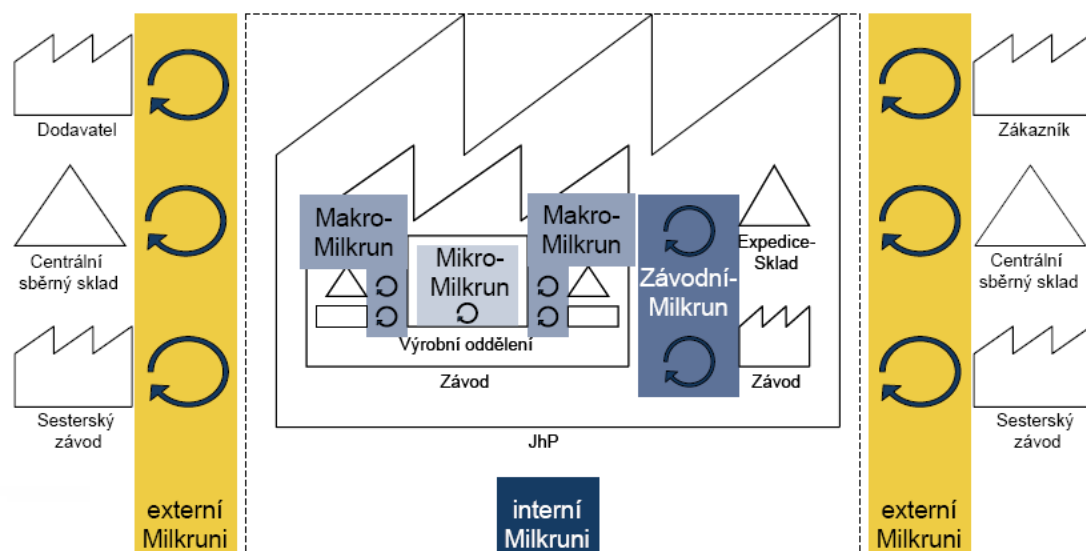 Dodavatel
Centrální
sběrný sklad
Sesterský
závod
externí
Milkruni
Makro-
Milkrun
Mikro-
Milkrun
Makro-
Milkrun
Výrobní oddělení
Závod
Závodní-
Milkrun
Expedice-
Sklad
Závod
JhP
interní
Milkruni
Zákazník
Centrální
sběrný sklad
Sesterský
závod
externí
Milkruni